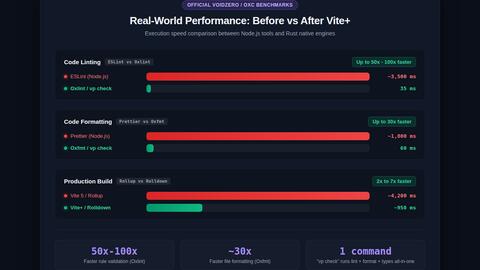 OFFICIAL VOIDZERO / OXC BENCHMARKS
Real-World Performance: Before vs After Vite+
Execution speed comparison between Node.js tools and Rust native engines
Code Linting ESLint vs Oxlint Up to 50x - 100x faster
ESLint (Node.js) ~3,500 ms
Oxlint / vp check 35 ms
Code Formatting Prettier vs Oxfmt Up to 30x faster
Prettier (Node.js) ~1,800 ms
Oxfmt / vp check 60 ms
Production Build Rollup vs Rolldown 2x to 7x faster
Vite 5 / Rollup ~4,200 ms
Vite+ / Rolldown ~950 ms
50x-100x ~30x 1 command
Faster rule validation (Oxlint) Faster file formatting (Oxfmt) "vp check" runs lint + format + types all-in-one